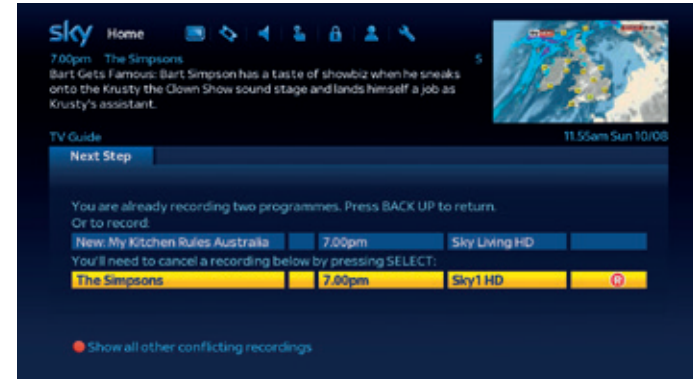 sky Home
7.00pm The Simpsons S
Bart Gets Famous: Bart Simpson has a taste of showbiz when he sneaks
onto the Krusty the Clown Show sound stage and lands himself a job as
Krusty's assistant.
TV Guide 11.55am Sun 10/08
Next Step
You are already recording two programmes. Press BACK UP to return.
Or to record:
New: My Kitchen Rules Australia 7.00pm Sky Living HD
You'll need to cancel a recording below by pressing SELECT:
The Simpsons 7.00pm Sky1 HD R
Show all other conflicting recordings